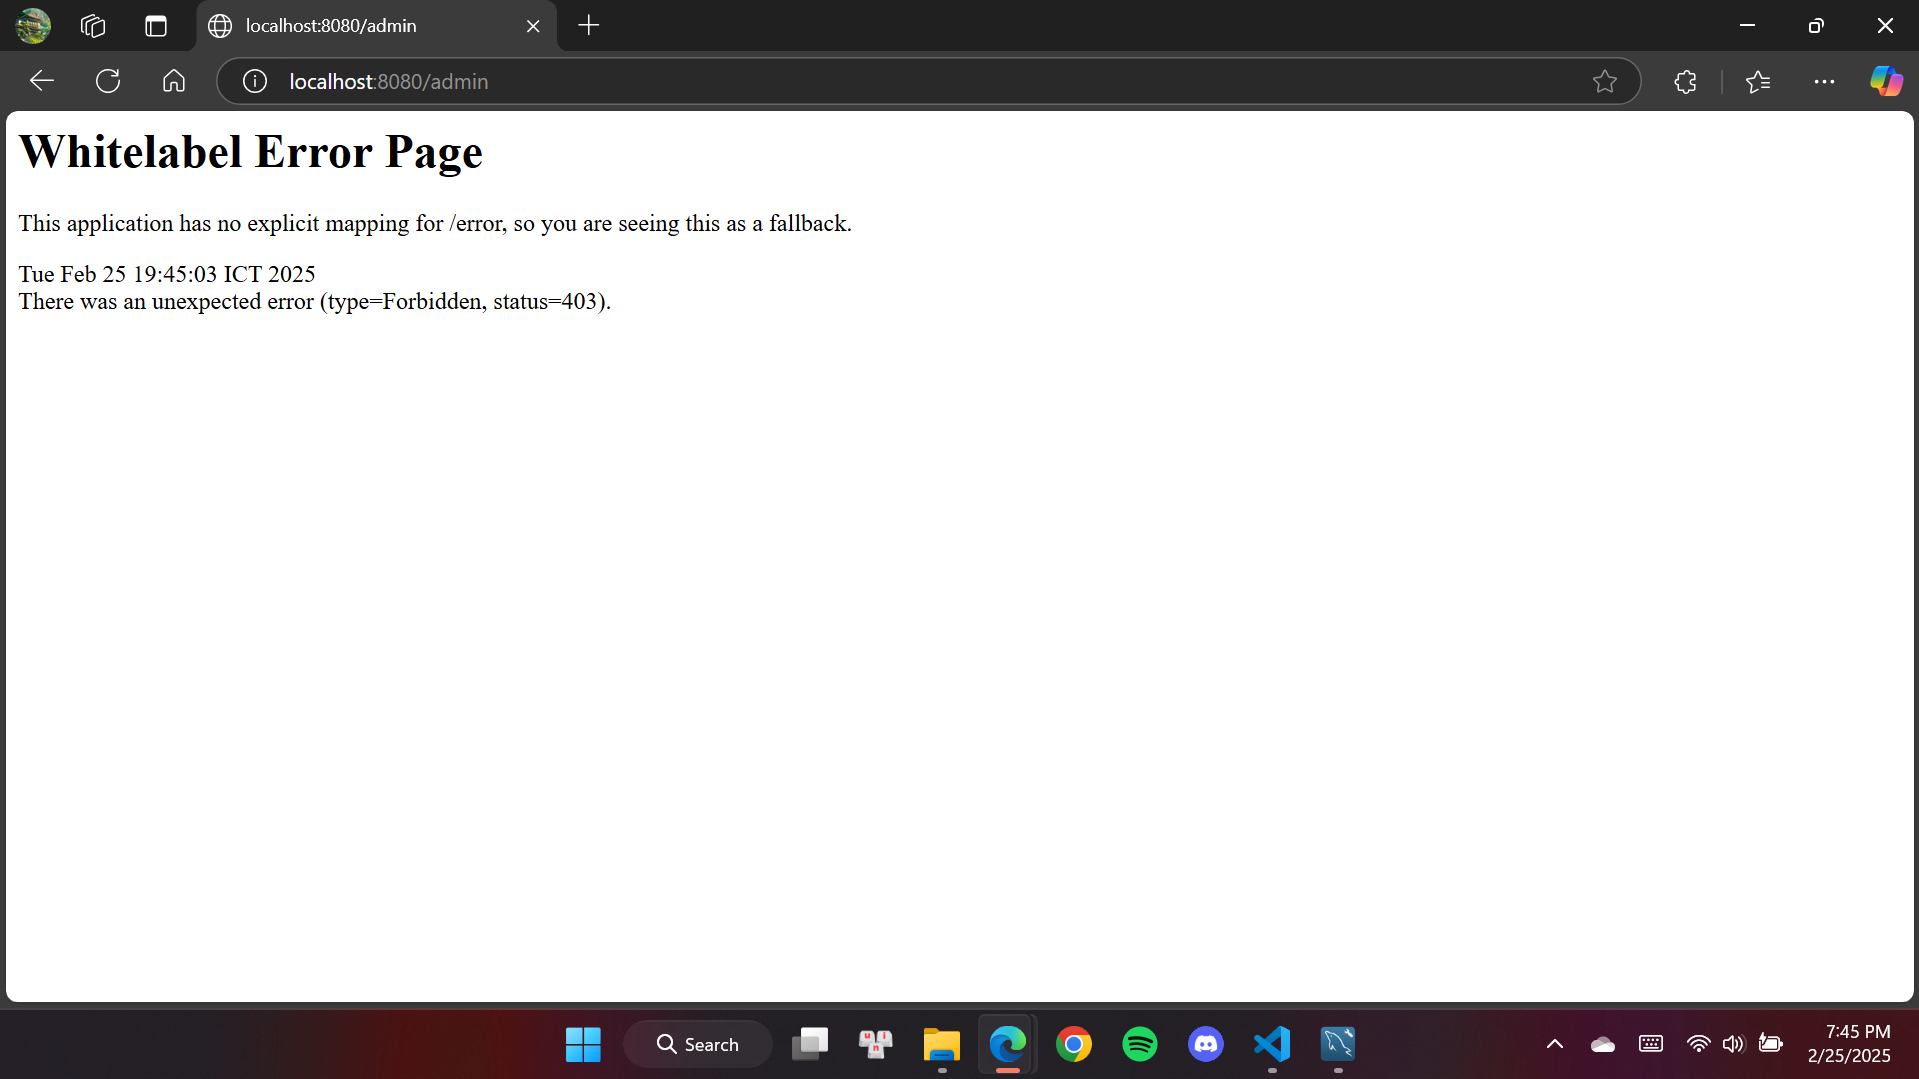 localhost:8080/admin
localhost:8080/admin
Whitelabel Error Page
This application has no explicit mapping for /error, so you are seeing this as a fallback.
Tue Feb 25 19:45:03 ICT 2025
There was an unexpected error (type=Forbidden, status=403).
Search
u i n
7:45 PM
2/25/2025